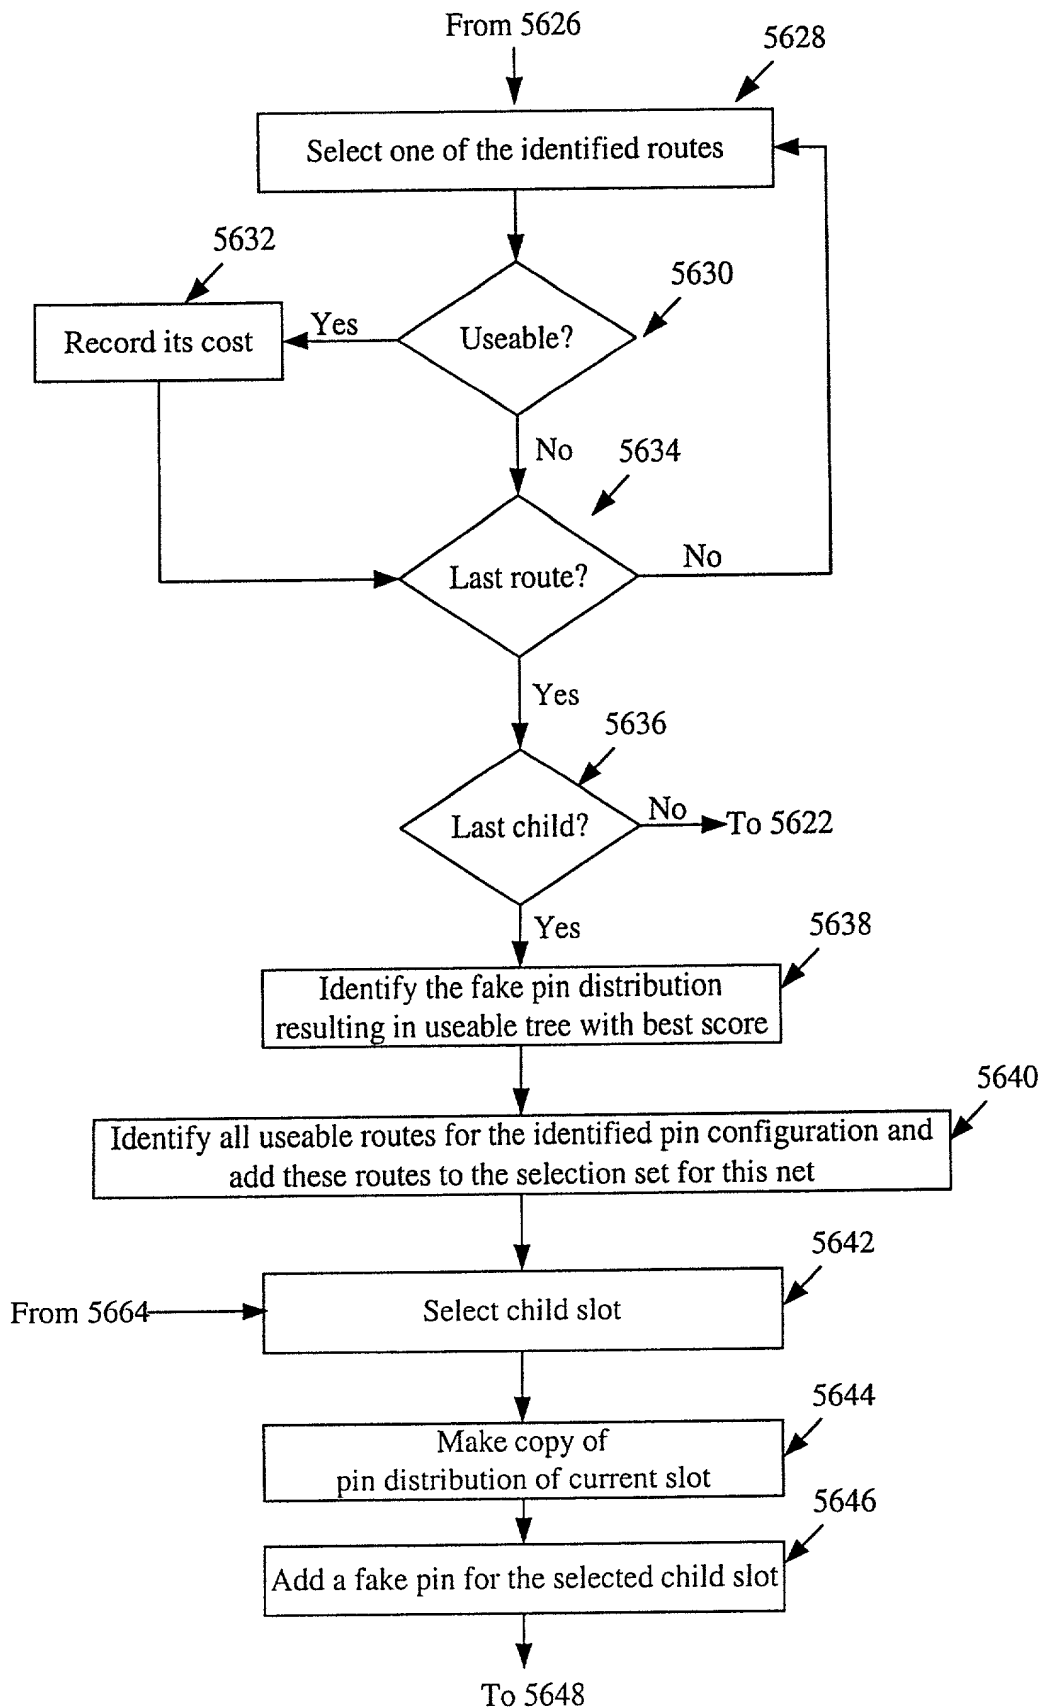 From 5626
5628
Select one of the identified routes
5632
5630
Record its cost
Yes
Useable?
No
5634
Last route?
No
Yes
5636
Last child?
No
To 5622
Yes
5638
Identify the fake pin distribution
resulting in useable tree with best score
5640
Identify all useable routes for the identified pin configuration and
add these routes to the selection set for this net
5642
From 5664
Select child slot
5644
Make copy of
pin distribution of current slot
5646
Add a fake pin for the selected child slot
To 5648